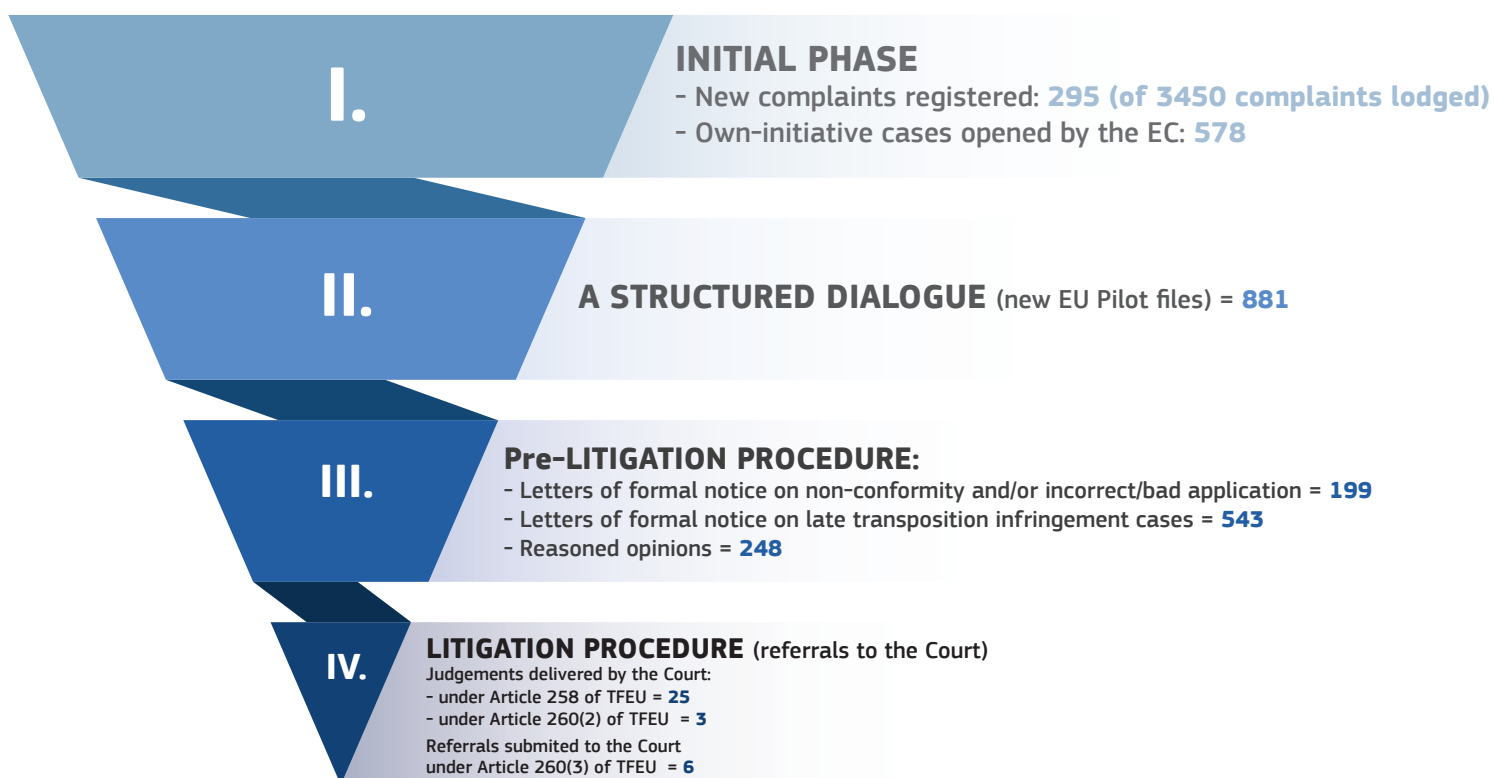 I.
INITIAL PHASE
- New complaints registered: 295 (of 3450 complaints lodged)
- Own-initiative cases opened by the EC: 578
II.
A STRUCTURED DIALOGUE (new EU Pilot files) = 881
III.
Pre-LITIGATION PROCEDURE:
- Letters of formal notice on non-conformity and/or incorrect/bad application = 199
- Letters of formal notice on late transposition infringement cases = 543
- Reasoned opinions = 248
IV.
LITIGATION PROCEDURE (referrals to the Court)
Judgements delivered by the Court:
- under Article 258 of TFEU = 25
- under Article 260(2) of TFEU = 3
Referrals submited to the Court
under Article 260(3) of TFEU = 6